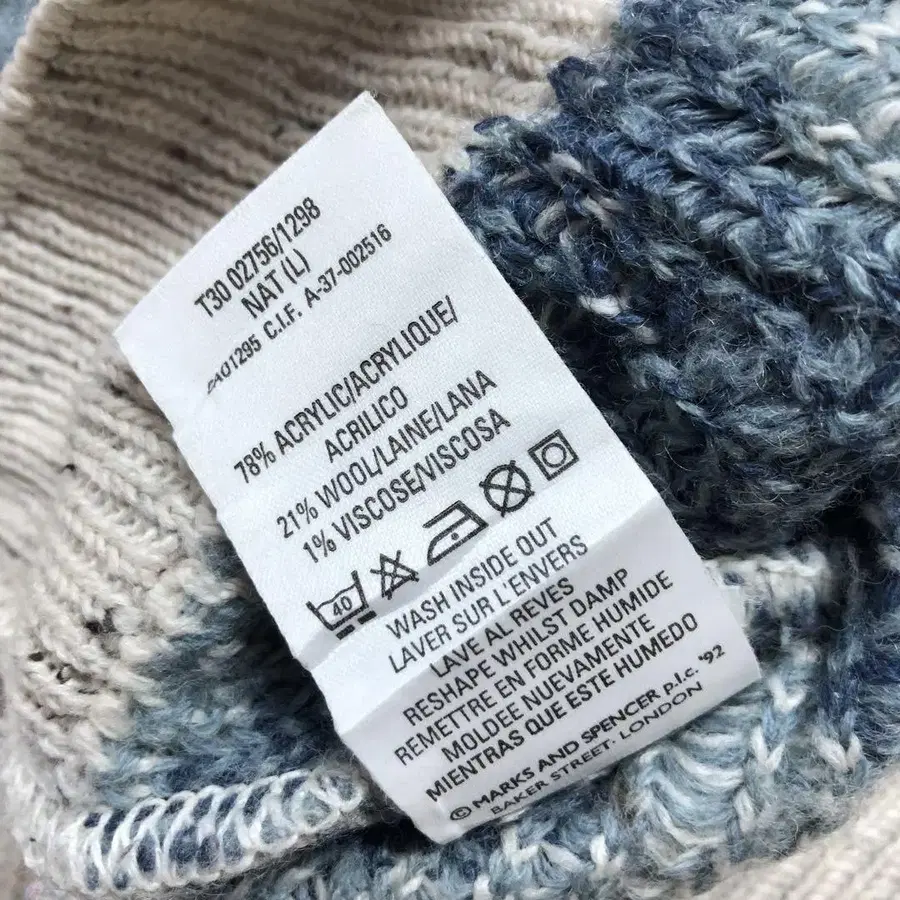 T30 02756/1298
NAT (L)
C.I.F. A-37-002516
78% ACRYLIC/ACRYLIQUE/
ACRILICO
21% WOOL/LAINE/LANA
1% VISCOSE/VISCOSA
40
WASH INSIDE OUT
LAVER SUR L'ENVERS
LAVE AL REVES
RESHAPE WHILST DAMP
REMETTRE EN FORME HUMIDE
MOLDEE NUEVAMENTE
MIENTRAS QUE ESTE HUMEDO
© MARKS AND SPENCER p.l.c. '92
BAKER STREET. LONDON